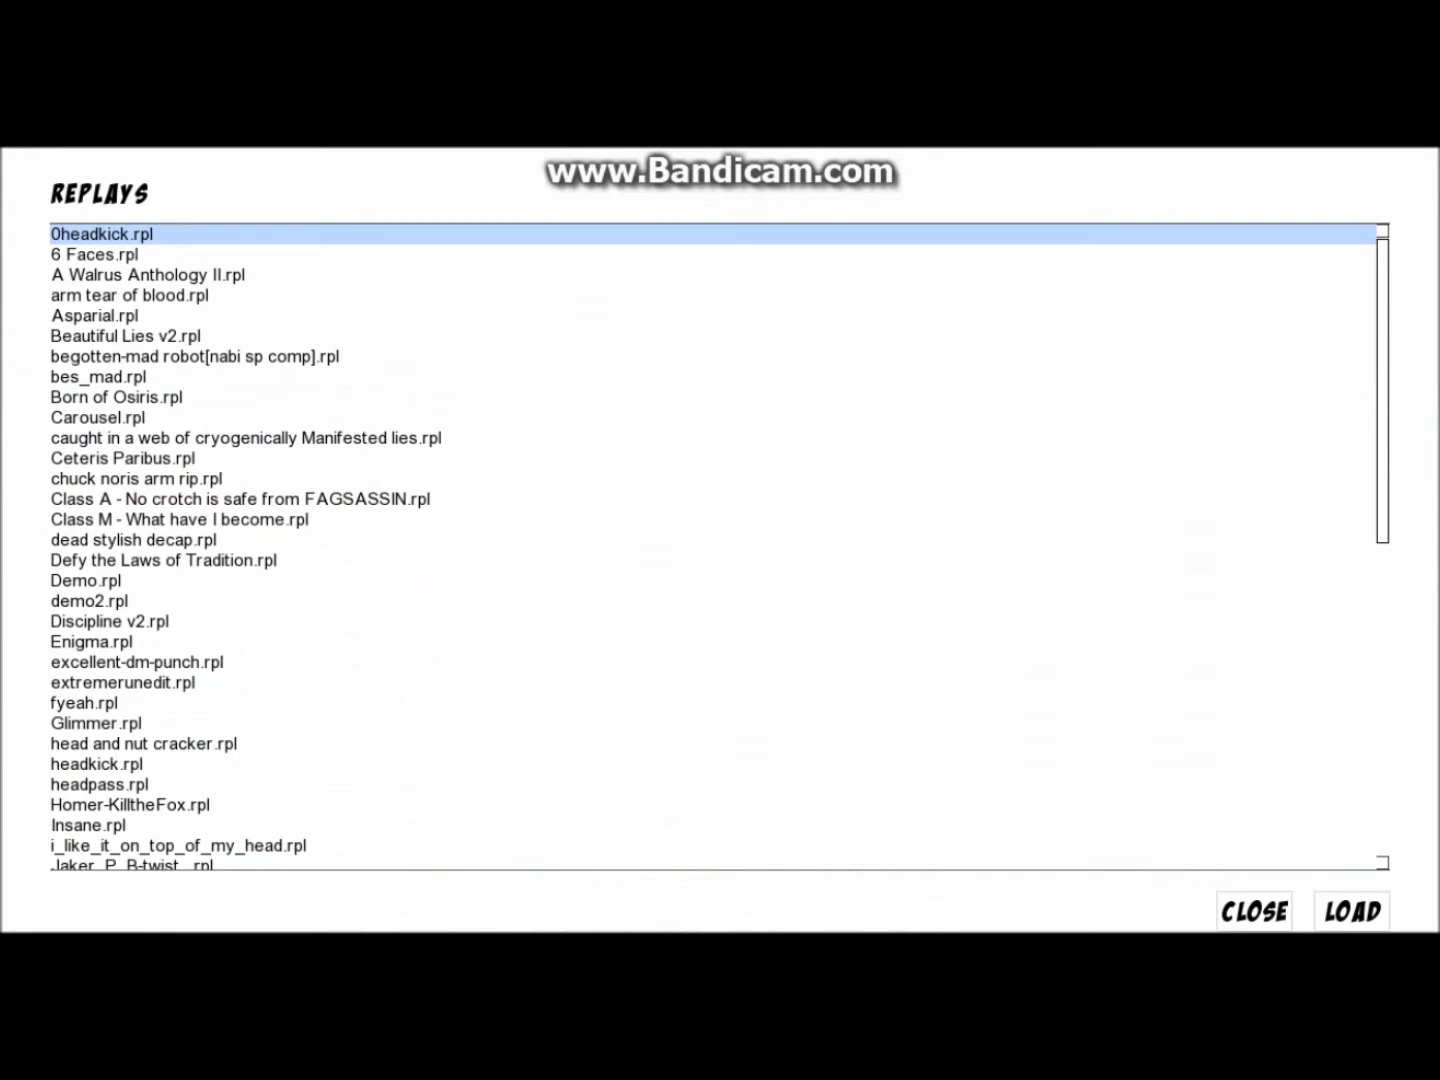 www.Bandicam.com
REPLAYS
0headkick.rpl
6 Faces.rpl
A Walrus Anthology II.rpl
arm tear of blood.rpl
Asparial.rpl
Beautiful Lies v2.rpl
begotten-mad robot[nabi sp comp].rpl
bes_mad.rpl
Born of Osiris.rpl
Carousel.rpl
caught in a web of cryogenically Manifested lies.rpl
Ceteris Paribus.rpl
chuck noris arm rip.rpl
Class A - No crotch is safe from FAGSASSIN.rpl
Class M - What have I become.rpl
dead stylish decap.rpl
Defy the Laws of Tradition.rpl
Demo.rpl
demo2.rpl
Discipline v2.rpl
Enigma.rpl
excellent-dm-punch.rpl
extremerunedit.rpl
fyeah.rpl
Glimmer.rpl
head and nut cracker.rpl
headkick.rpl
headpass.rpl
Homer-KilltheFox.rpl
Insane.rpl
i_like_it_on_top_of_my_head.rpl
Jaker_P_B-twist_.rpl
CLOSE LOAD